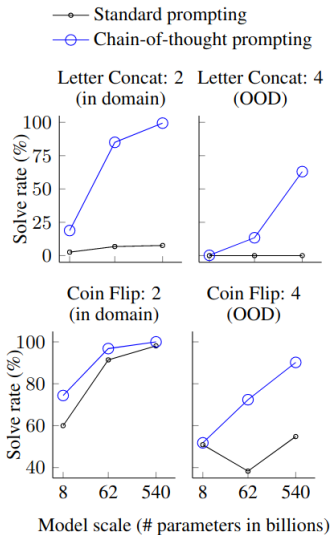 Standard prompting
Chain-of-thought prompting
Letter Concat: 2
(in domain)
Letter Concat: 4
(OOD)
Solve rate (%)
100
75
50
25
0
Coin Flip: 2
(in domain)
Coin Flip: 4
(OOD)
Solve rate (%)
100
80
60
40
8 62 540
8 62 540
Model scale (# parameters in billions)